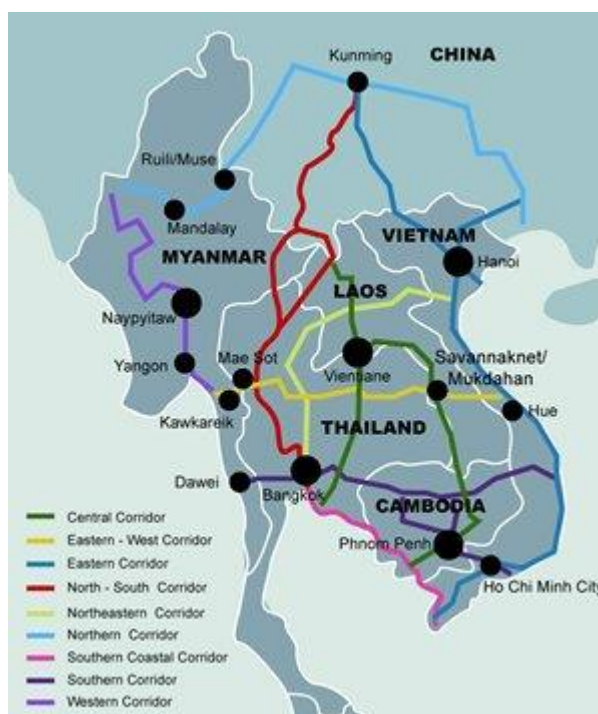 Kunming
CHINA
Ruili/Muse
Mandalay
MYANMAR
VIETNAM
Hanoi
LAOS
Naypyitaw
Yangon
Mae Sot
Vientiane
Savannaknet/
Mukdahan
Kawkareik
Hue
THAILAND
Dawei
Bangkok
CAMBODIA
Phnom Penh
Ho Chi Minh City
Central Corridor
Eastern - West Corridor
Eastern Corridor
North - South Corridor
Northeastern Corridor
Northern Corridor
Southern Coastal Corridor
Southern Corridor
Western Corridor